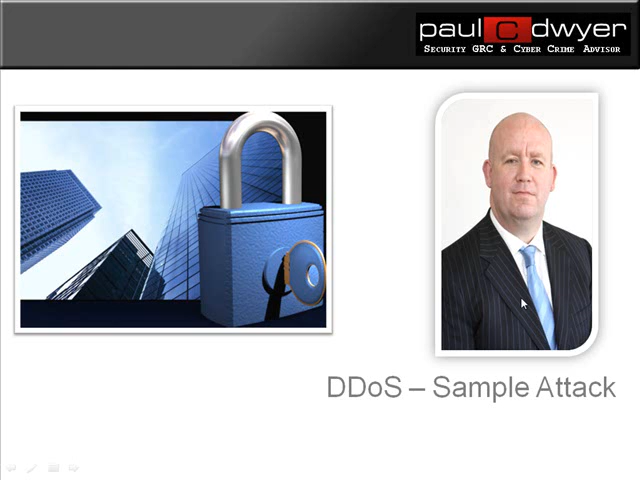 paul C dwyer
Security GRC & Cyber Crime Advisor
DDoS – Sample Attack